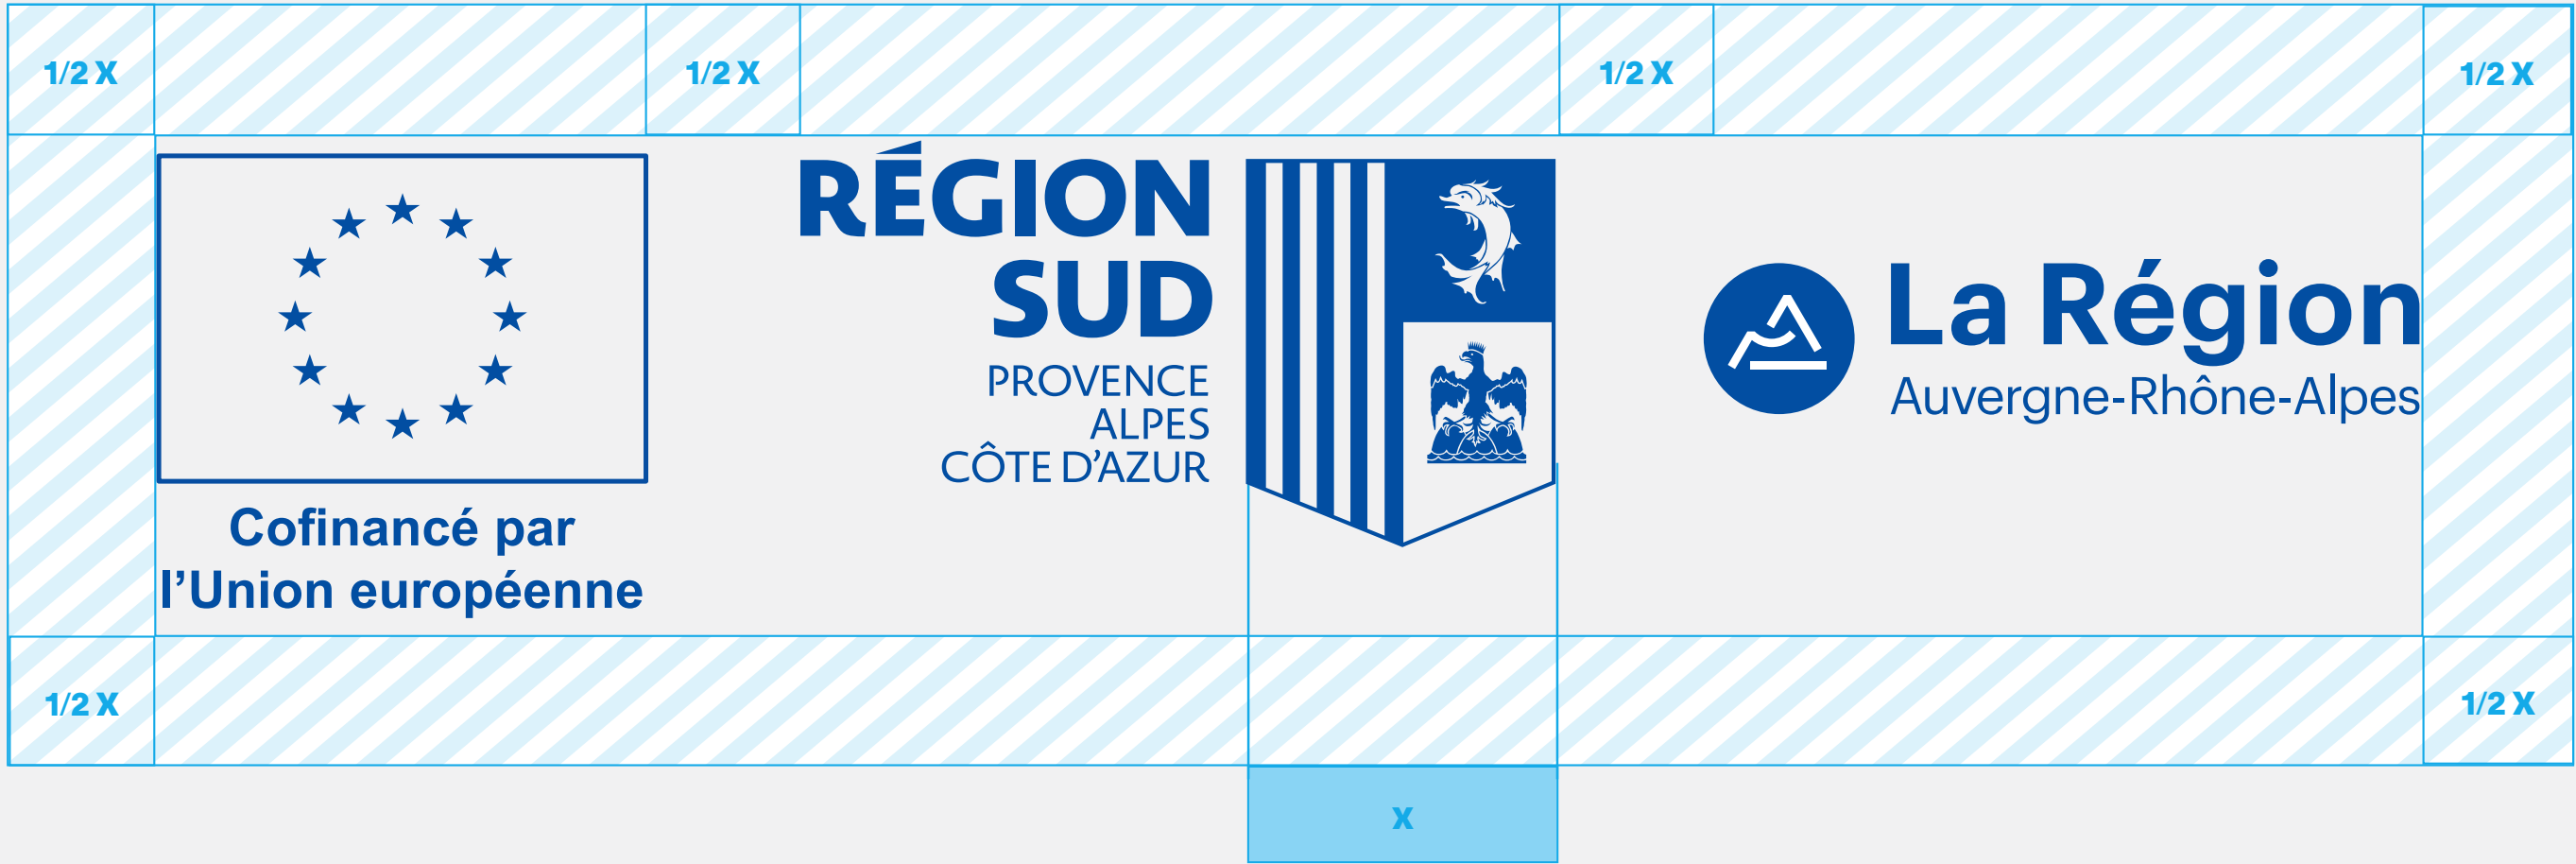 1/2 X
1/2 X
1/2 X
1/2 X
Cofinancé par
l’Union européenne
RÉGION
SUD
PROVENCE
ALPES
CÔTE D’AZUR
La Région
Auvergne-Rhône-Alpes
1/2 X
1/2 X
X